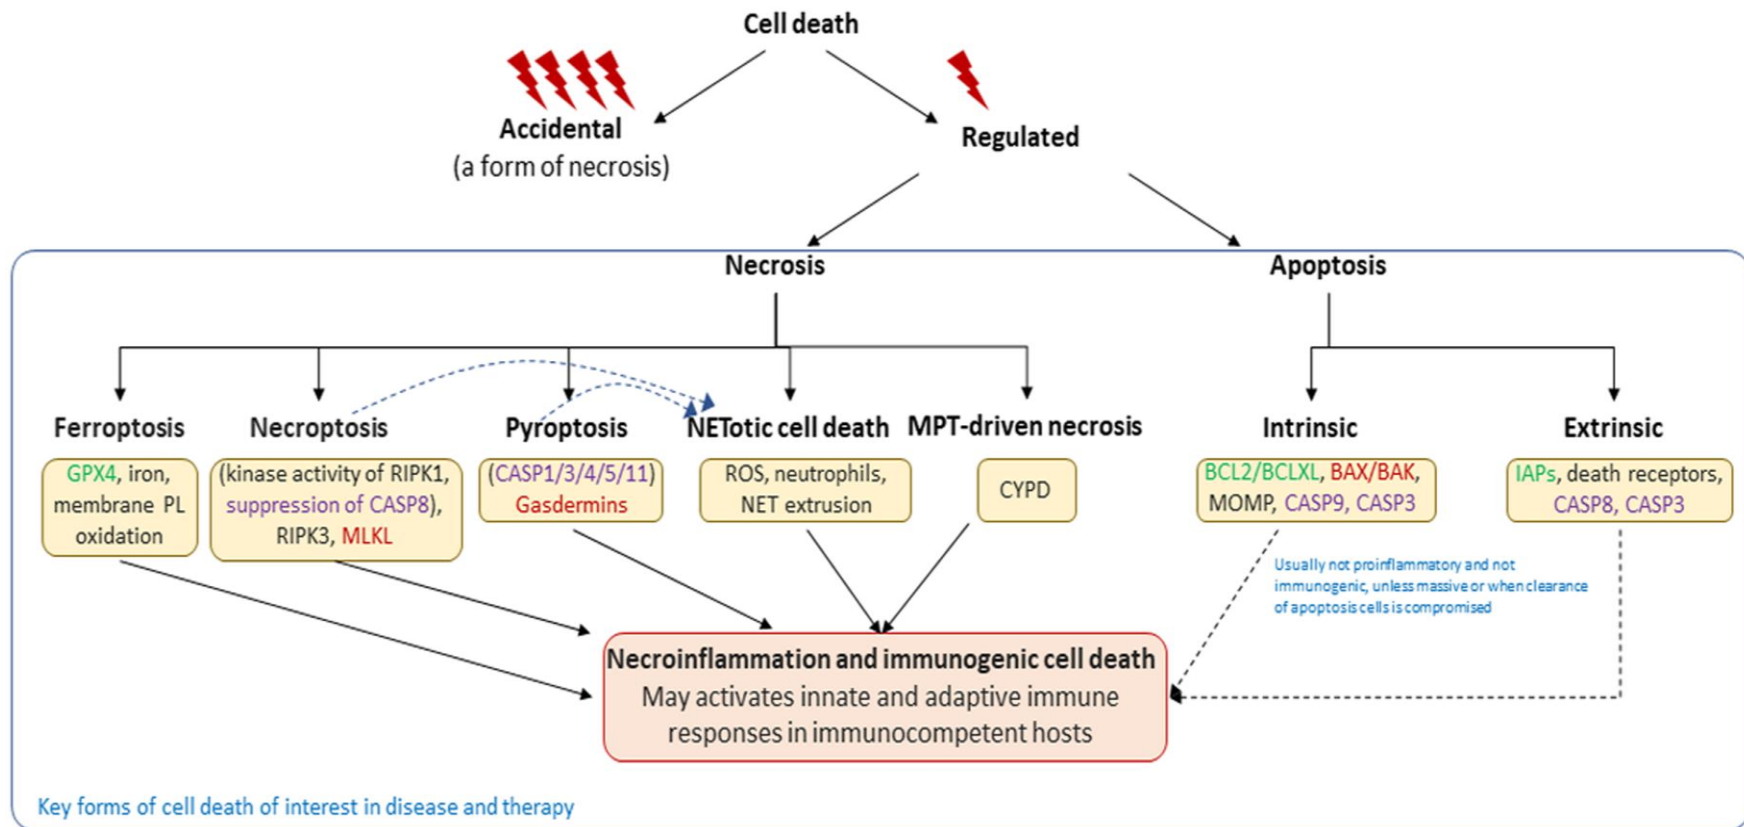 Cell death
Accidental
(a form of necrosis)
Regulated
Necrosis
Apoptosis
Ferroptosis
GPX4, iron,
membrane PL
oxidation
Necroptosis
(kinase activity of RIPK1,
suppression of CASP8),
RIPK3, MLKL
Pyroptosis
(CASP1/3/4/5/11)
Gasdermins
NETotic cell death
ROS, neutrophils,
NET extrusion
MPT-driven necrosis
CYPD
Intrinsic
BCL2/BCLXL, BAX/BAK,
MOMP, CASP9, CASP3
Extrinsic
IAPs, death receptors,
CASP8, CASP3
Usually not proinflammatory and not
immunogenic, unless massive or when clearance
of apoptosis cells is compromised
Necroinflammation and immunogenic cell death
May activates innate and adaptive immune
responses in immunocompetent hosts
Key forms of cell death of interest in disease and therapy